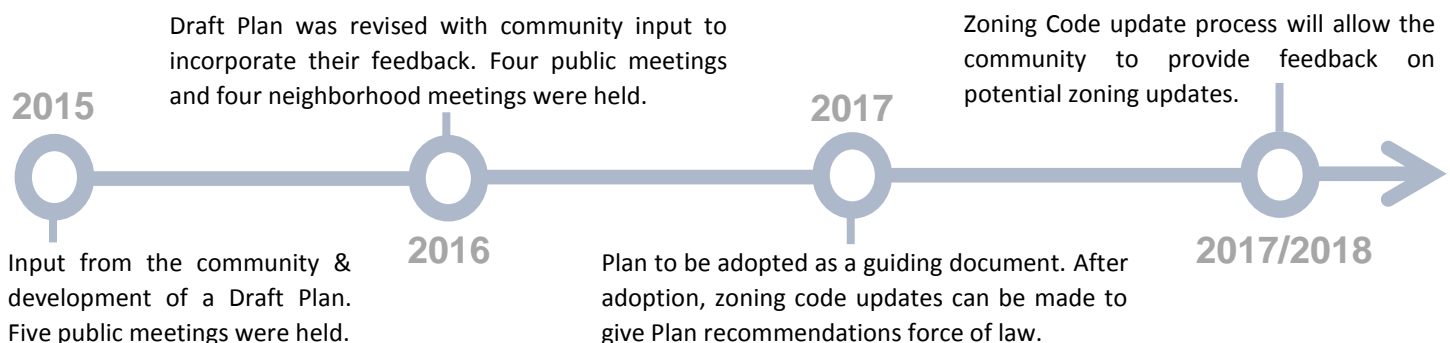 2015
Input from the community &
development of a Draft Plan.
Five public meetings were held.
Draft Plan was revised with community input to
incorporate their feedback. Four public meetings
and four neighborhood meetings were held.
2016
2017
Plan to be adopted as a guiding document. After
adoption, zoning code updates can be made to
give Plan recommendations force of law.
Zoning Code update process will allow the
community to provide feedback on
potential zoning updates.
2017/2018